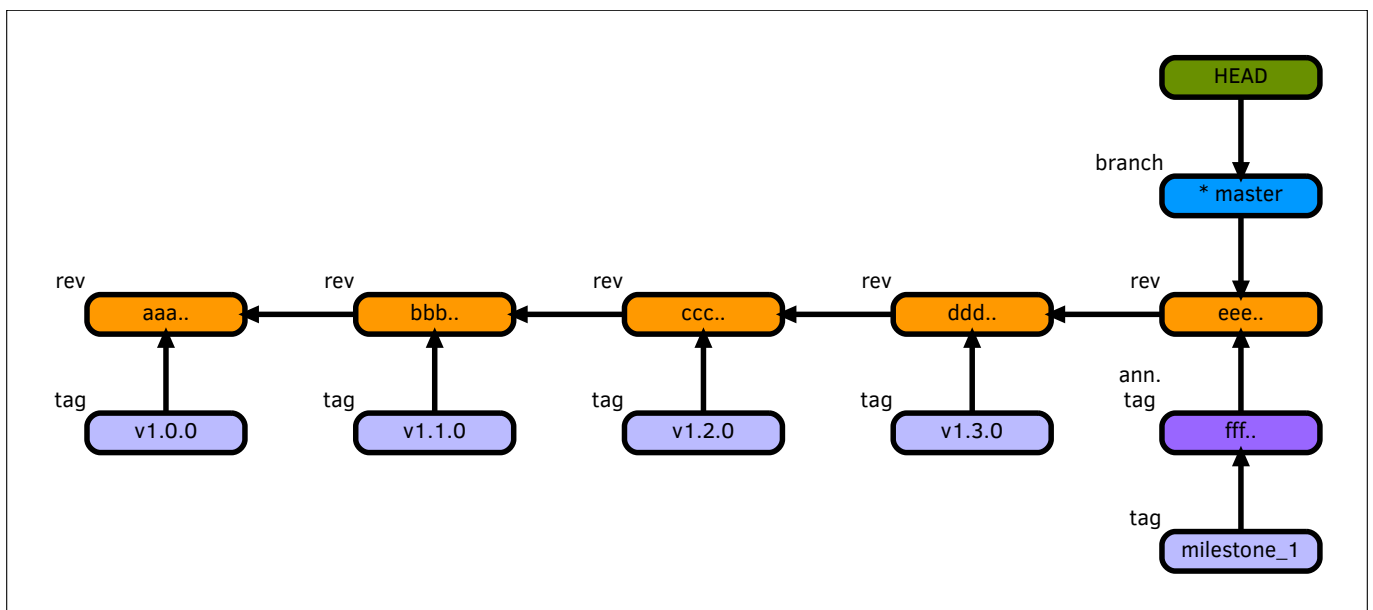 HEAD
branch
* master
rev
rev
rev
rev
rev
aaa..
bbb..
ccc..
ddd..
eee..
ann.
tag
tag
tag
tag
tag
v1.0.0
v1.1.0
v1.2.0
v1.3.0
fff..
tag
milestone_1